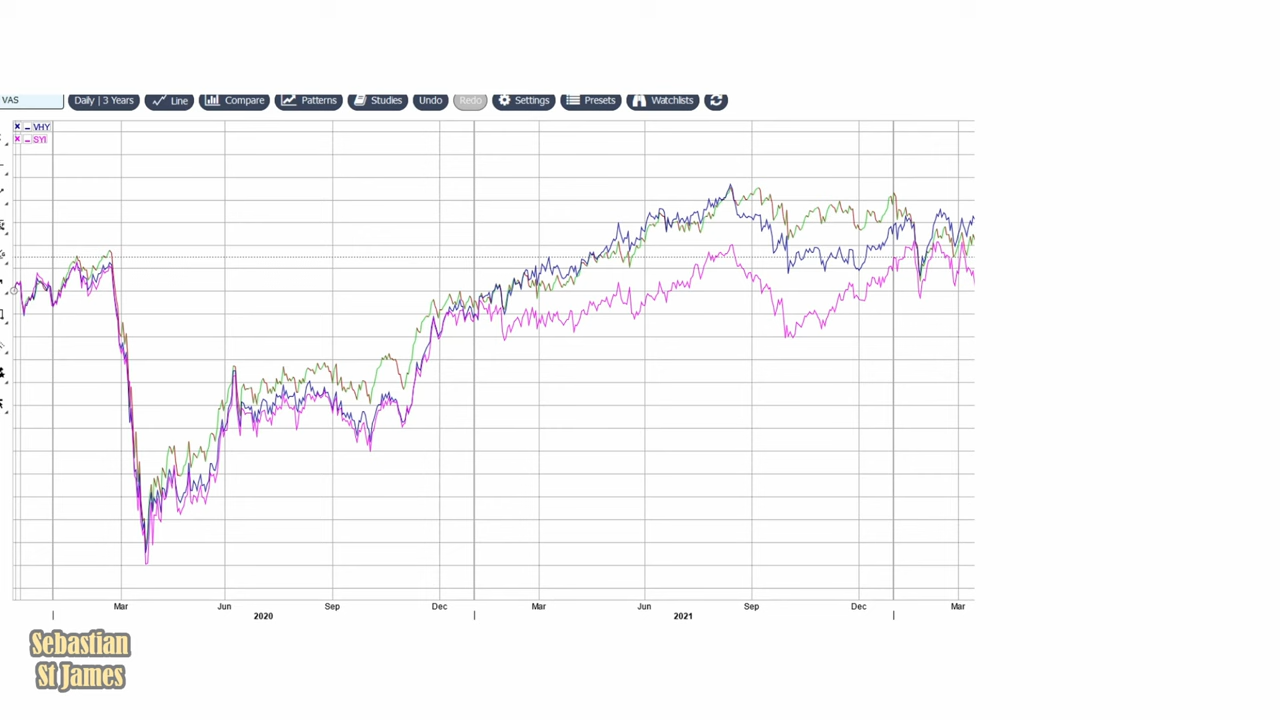 VAS Daily | 3 Years Line Compare Patterns Studies Undo Redo Settings Presets Watchlists
VHY
SYI
Mar Jun Sep Dec Mar Jun Sep Dec Mar
2020 2021
Sebastian
St James